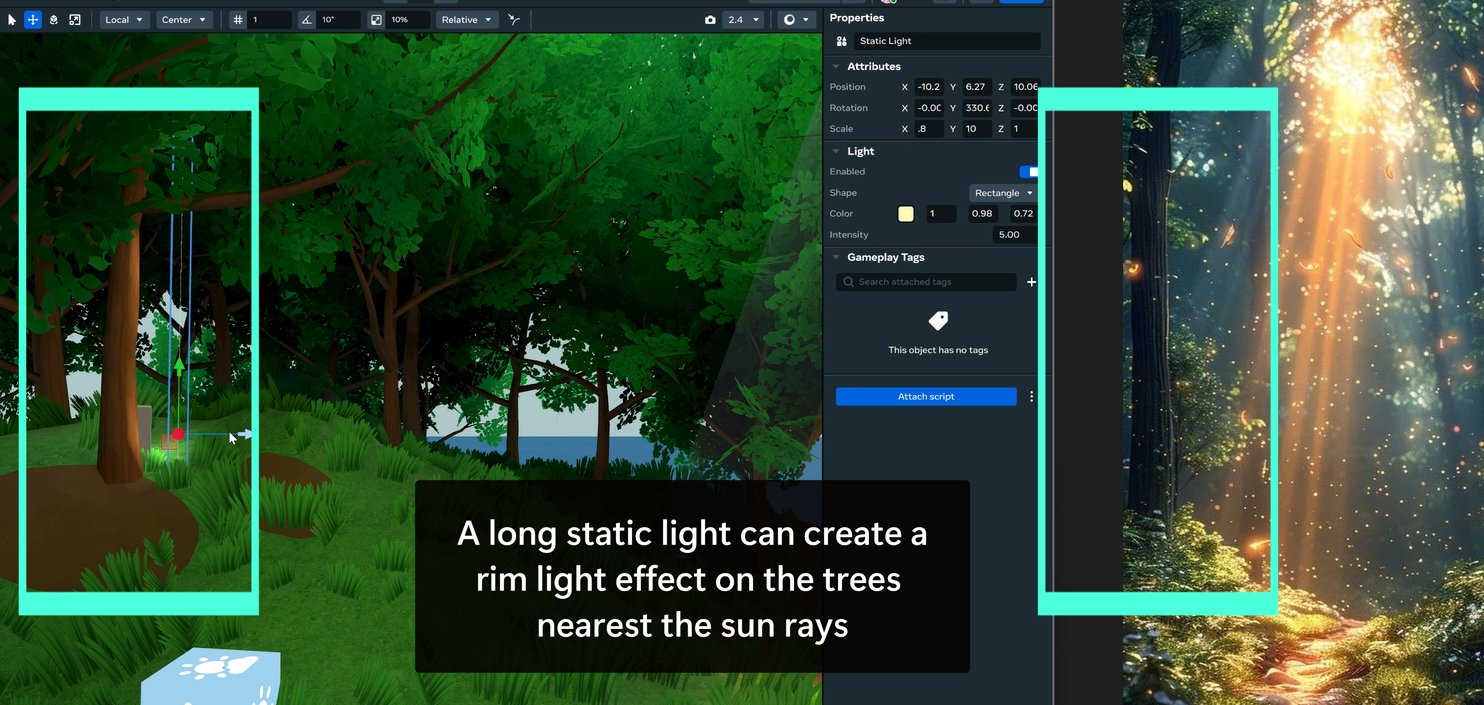 Local Center 1 10° 10% Relative 2.4
Properties
Static Light
Attributes
Position X -10.2 Y 6.27 Z 10.06
Rotation X -0.00 Y 330.6 Z -0.00
Scale X .8 Y 10 Z 1
Light
Enabled
Shape Rectangle
Color 1 0.98 0.72
Intensity 5.00
Gameplay Tags
Search attached tags
This object has no tags
Attach script
A long static light can create a
rim light effect on the trees
nearest the sun rays